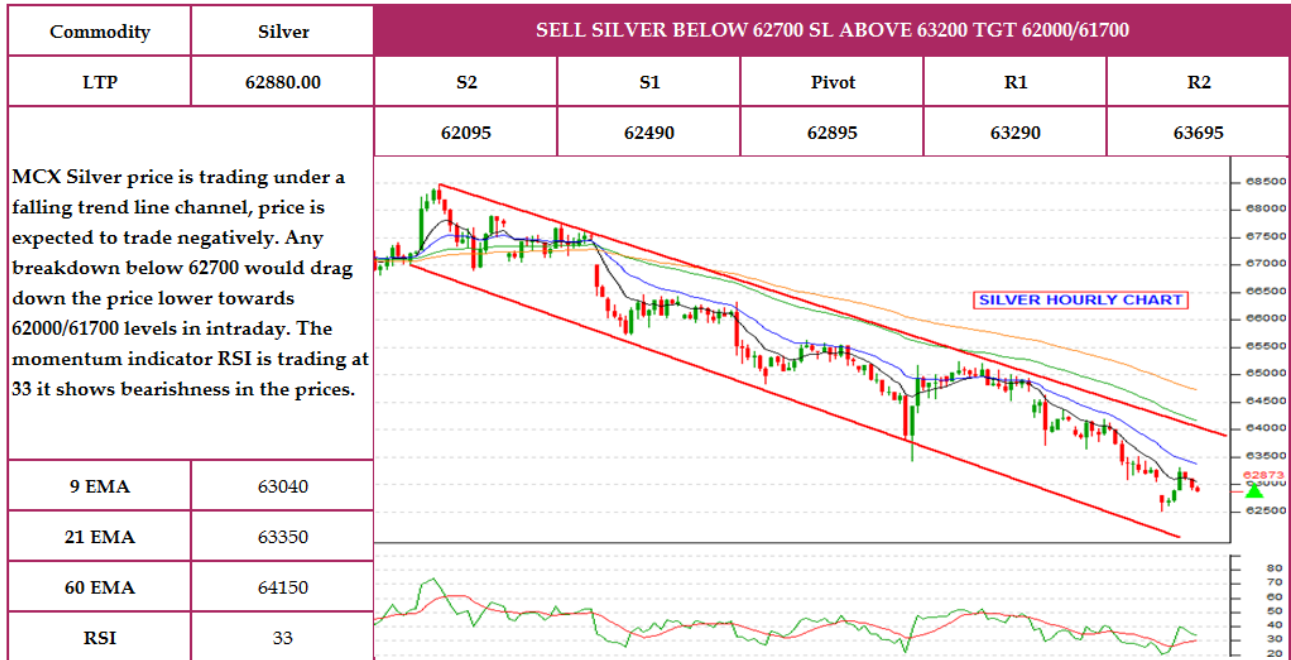 Commodity
Silver
SELL SILVER BELOW 62700 SL ABOVE 63200 TGT 62000/61700
LTP
62880.00
S2
S1
Pivot
R1
R2
62095
62490
62895
63290
63695
MCX Silver price is trading under a
falling trend line channel, price is
expected to trade negatively. Any
breakdown below 62700 would drag
down the price lower towards
62000/61700 levels in intraday. The
momentum indicator RSI is trading at
33 it shows bearishness in the prices.
9 EMA
63040
21 EMA
63350
60 EMA
64150
RSI
33
SILVER HOURLY CHART
68500
68000
67500
67000
66500
66000
65500
65000
64500
64000
63500
62873
63000
62500
80
70
60
50
40
30
20